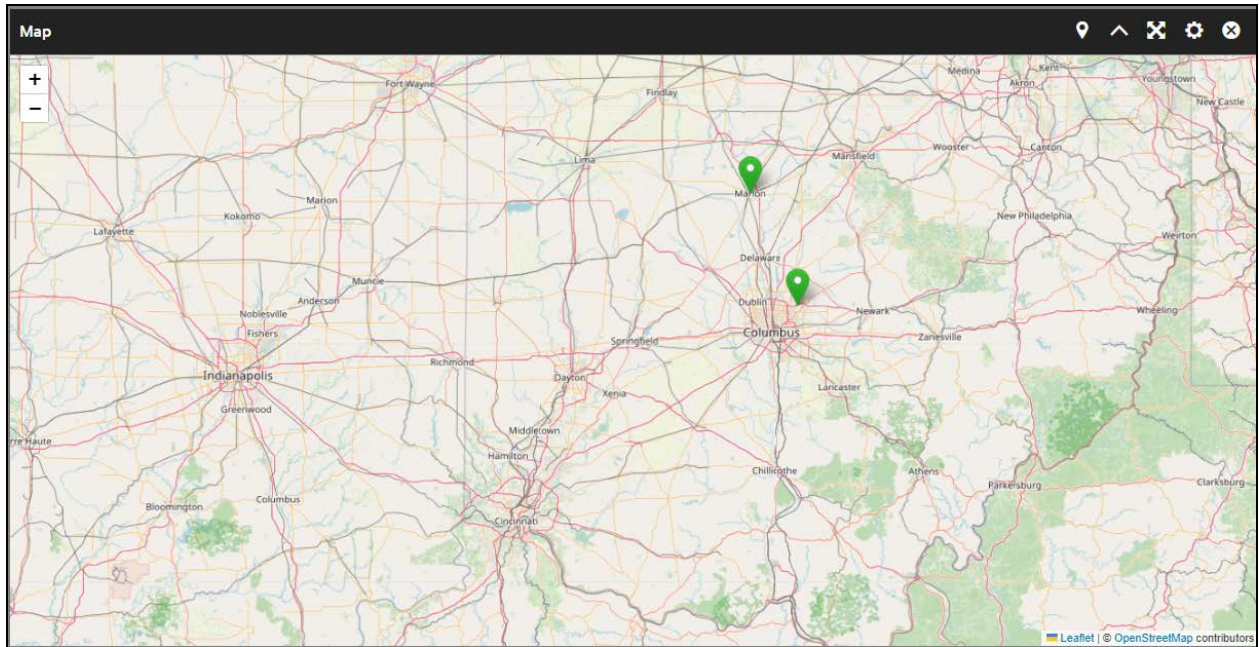 Map
+
−
Medina
Kent
Akron
Youngstown
Fort Wayne
Findlay
New Castle
Wooster
Canton
Lima
Mansfield
Marion
Marion
Kokomo
New Philadelphia
Lafayette
Weirton
Delaware
Muncie
Anderson
Dublin
Noblesville
Newark
Wheeling
Fishers
Columbus
Springfield
Zanesville
Richmond
Indianapolis
Dayton
Lancaster
Xenia
Greenwood
Middletown
rre Haute
Hamilton
Chillicothe
Athens
Clarksburg
Parkersburg
Columbus
Bloomington
Cincinnati
Leaflet | © OpenStreetMap contributors